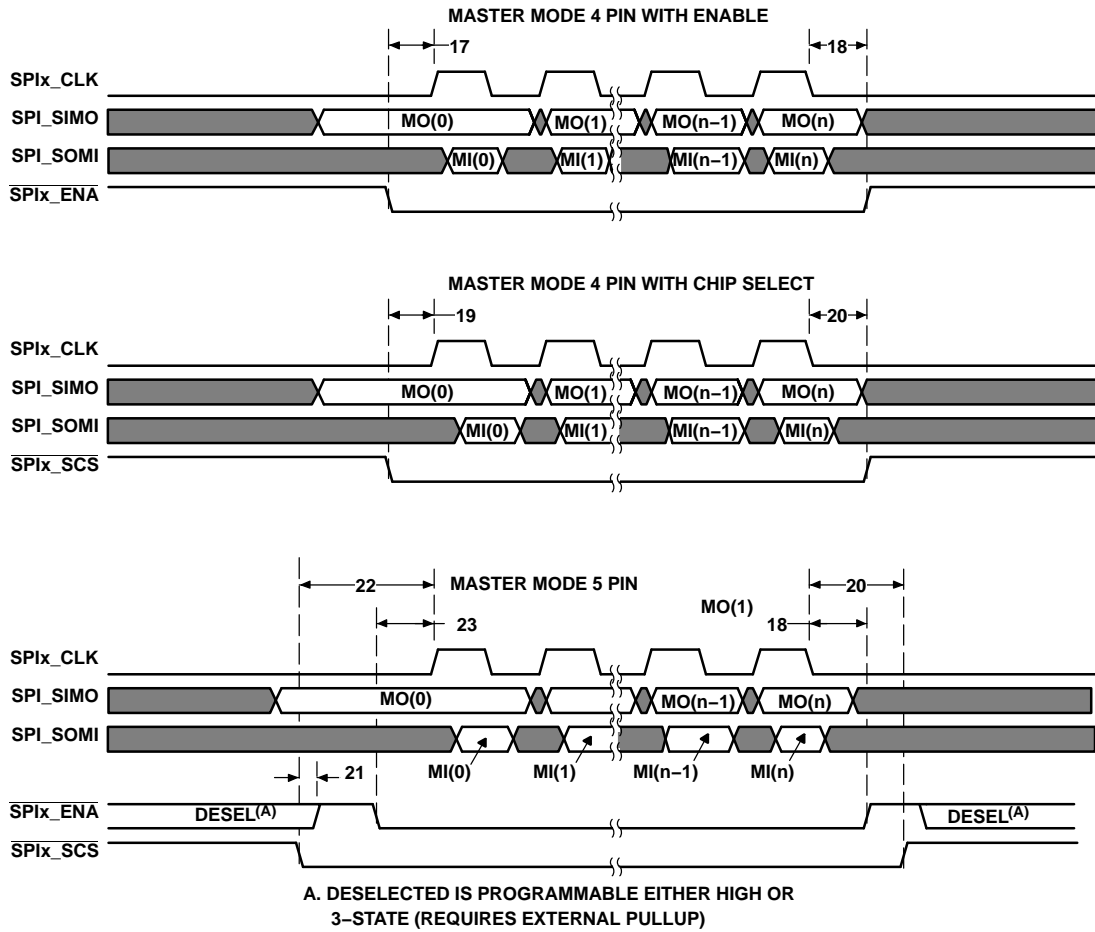 MASTER MODE 4 PIN WITH ENABLE
17
18
SPIx_CLK
SPI_SIMO
MO(0)
MO(1)
MO(n−1)
MO(n)
SPI_SOMI
MI(0)
MI(1)
MI(n−1)
MI(n)
SPIx_ENA
MASTER MODE 4 PIN WITH CHIP SELECT
19
20
SPIx_CLK
SPI_SIMO
MO(0)
MO(1)
MO(n−1)
MO(n)
SPI_SOMI
MI(0)
MI(1)
MI(n−1)
MI(n)
SPIx_SCS
22
MASTER MODE 5 PIN
20
MO(1)
23
18
SPIx_CLK
SPI_SIMO
MO(0)
MO(n−1)
MO(n)
SPI_SOMI
MI(0)
MI(1)
MI(n−1)
MI(n)
21
SPIx_ENA
DESEL(A)
DESEL(A)
SPIx_SCS
A. DESELECTED IS PROGRAMMABLE EITHER HIGH OR
3−STATE (REQUIRES EXTERNAL PULLUP)